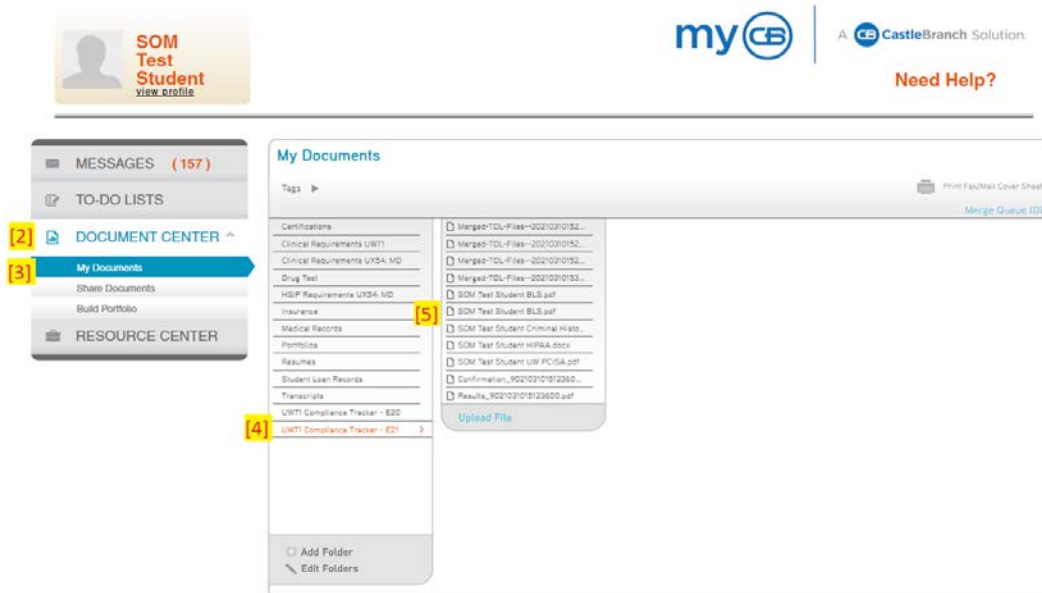 SOM
Test
Student
view profile
my CB
A CB CastleBranch Solution.
Need Help?
MESSAGES (157)
TO-DO LISTS
[2] DOCUMENT CENTER
[3] My Documents
Share Documents
Build Portfolio
RESOURCE CENTER
My Documents
Tags
Print Fax/Mail Cover Sheet
Merge Queue (0)
Certifications
Clinical Requirements UW71
Clinical Requirements UX54: MD
Drug Test
HSIP Requirements UX54: MD
Insurance
Medical Records
Portfolios
Resumes
Student Loan Records
Transcripts
UW71 Compliance Tracker - E20
[4] UW71 Compliance Tracker - E21
Add Folder
Edit Folders
Merged-TDL-Files--20210310152...
Merged-TDL-Files--20210310152...
Merged-TDL-Files--20210310152...
Merged-TDL-Files--20210310153...
SOM Test Student BLS.pdf
[5] SOM Test Student BLS.pdf
SOM Test Student Criminal Histo...
SOM Test Student HIPAA.docx
SOM Test Student UW PCISA.pdf
Confirmation_902103101512360...
Results_9021031015123600.pdf
Upload File